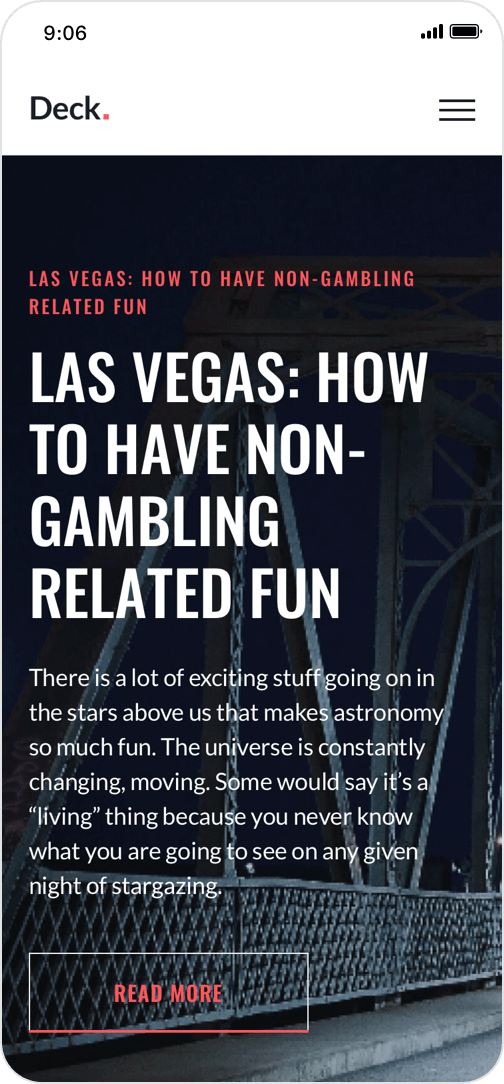 9:06
Deck.
LAS VEGAS: HOW TO HAVE NON-GAMBLING
RELATED FUN
LAS VEGAS: HOW
TO HAVE NON-
GAMBLING
RELATED FUN
There is a lot of exciting stuff going on in
the stars above us that makes astronomy
so much fun. The universe is constantly
changing, moving. Some would say it’s a
“living” thing because you never know
what you are going to see on any given
night of stargazing.
READ MORE